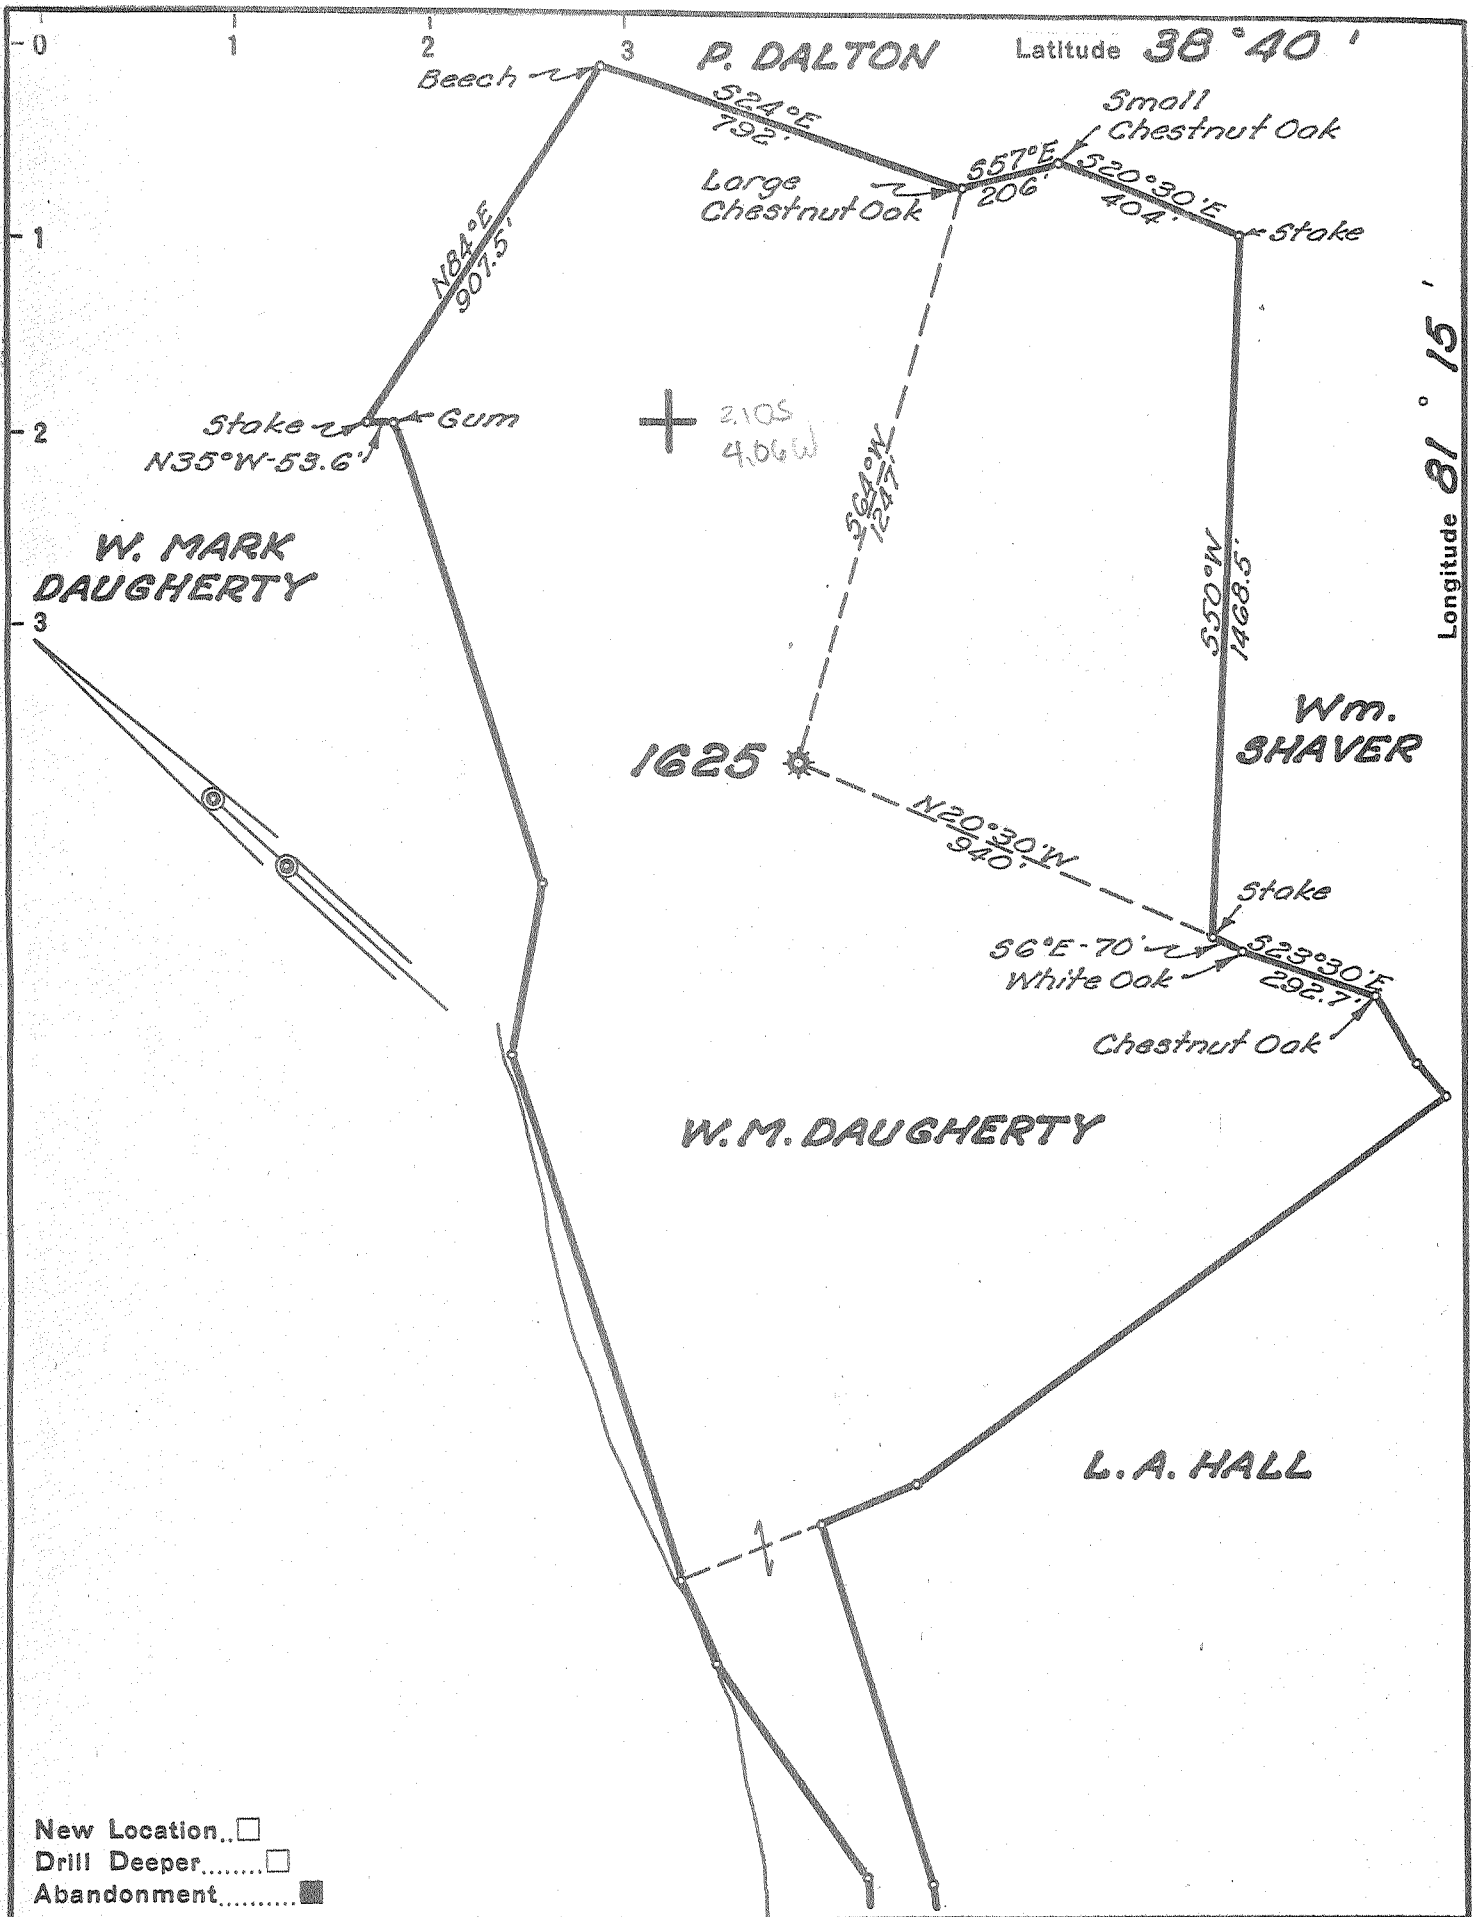 0
1
2
3
P. DALTON
Latitude 38°40'
Beech
S24°E
792'
Small
Chestnut Oak
Large
Chestnut Oak
S57°E
206'
S20°30'E
404'
Stake
1
N84°E
907.5'
Longitude 81° 15'
2
Stake
Gum
N35°W-53.6'
2.10S
4.06W
S64°W
1247'
W. MARK
DAUGHERTY
3
S50°W
1468.5'
Wm.
SHAVER
1625
N20°30'W
940'
Stake
S6°E-70'
White Oak
S23°30'E
292.7'
Chestnut Oak
W.M. DAUGHERTY
L.A. HALL
New Location..
Drill Deeper........
Abandonment..........